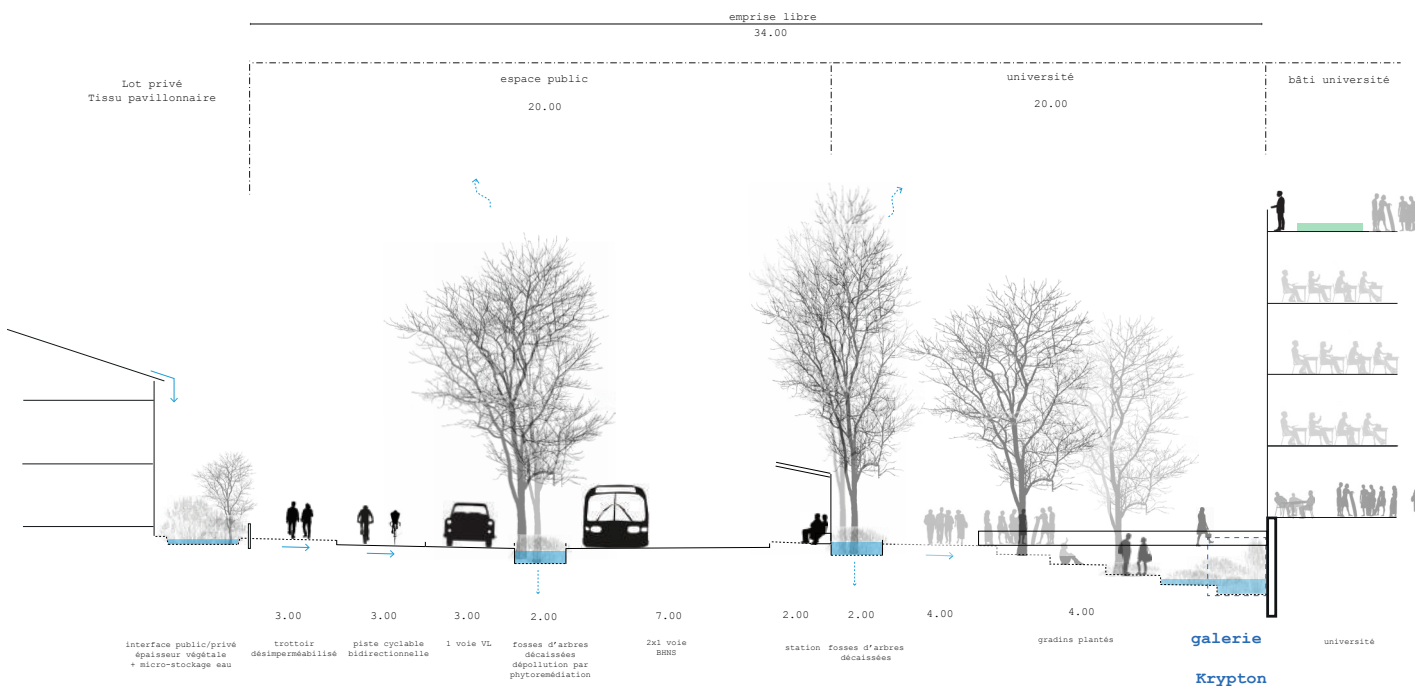 emprise libre
34.00
Lot privé
Tissu pavillonnaire
espace public
20.00
université
20.00
bâti université
3.00
3.00
3.00
2.00
7.00
2.00
2.00
4.00
4.00
interface public/privé
épaisseur végétale
+ micro-stockage eau
trottoir
désimperméabilisé
piste cyclable
bidirectionnelle
1 voie VL
fosses d'arbres
décaissées
dépollution par
phytoremédiation
2x1 voie
BHNS
station
fosses d'arbres
décaissées
gradins plantés
galerie
Krypton
université